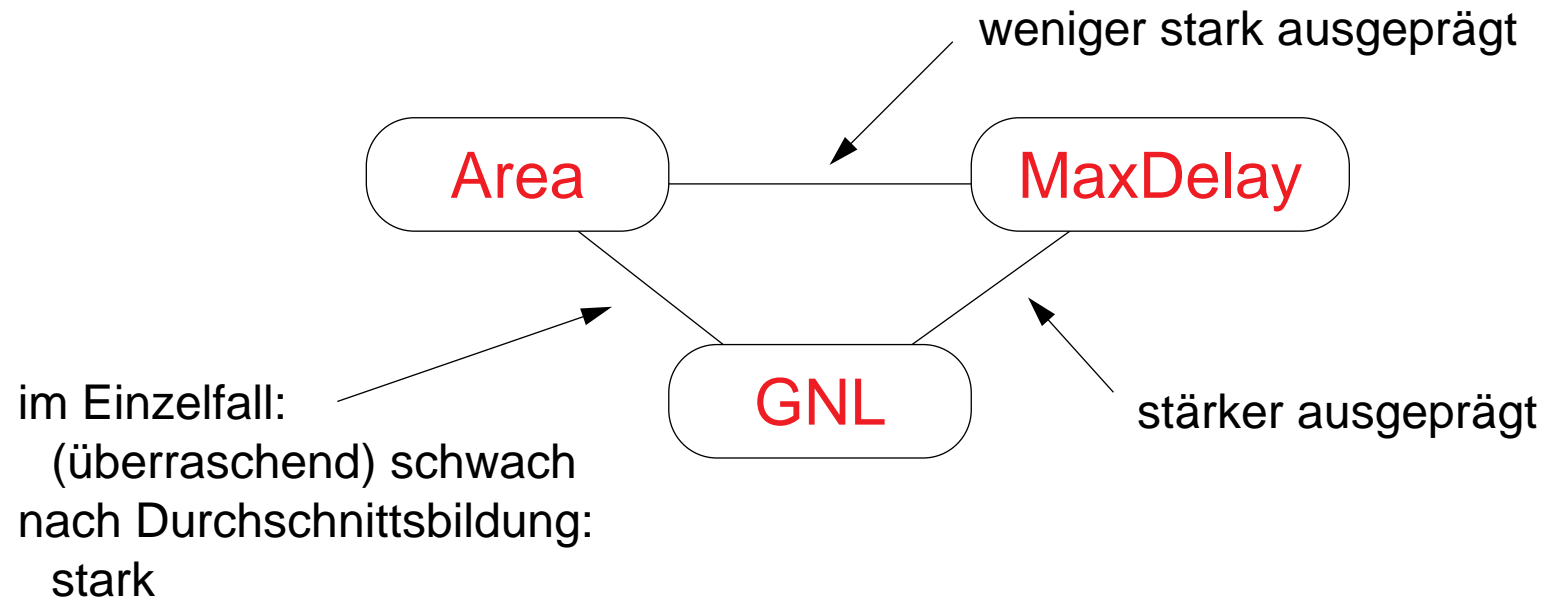 weniger stark ausgeprägt
Area
MaxDelay
GNL
im Einzelfall:
(überraschend) schwach
nach Durchschnittsbildung:
stark
stärker ausgeprägt